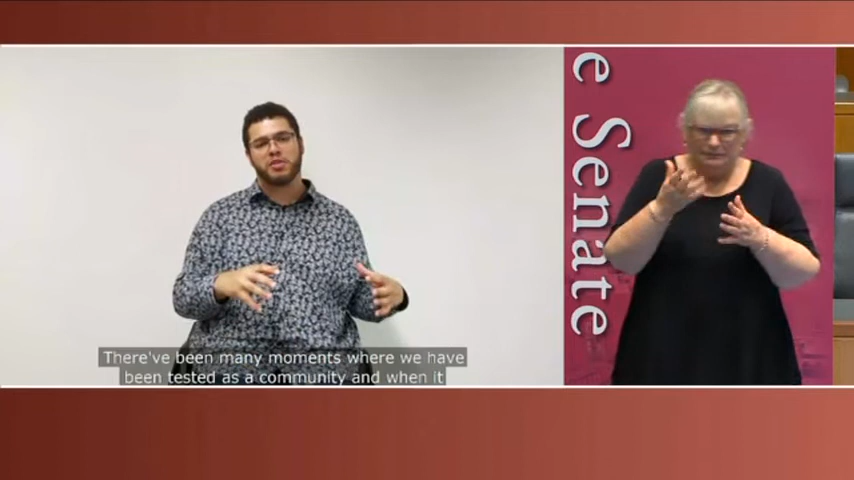 There've been many moments where we have
been tested as a community and when it
e Senate